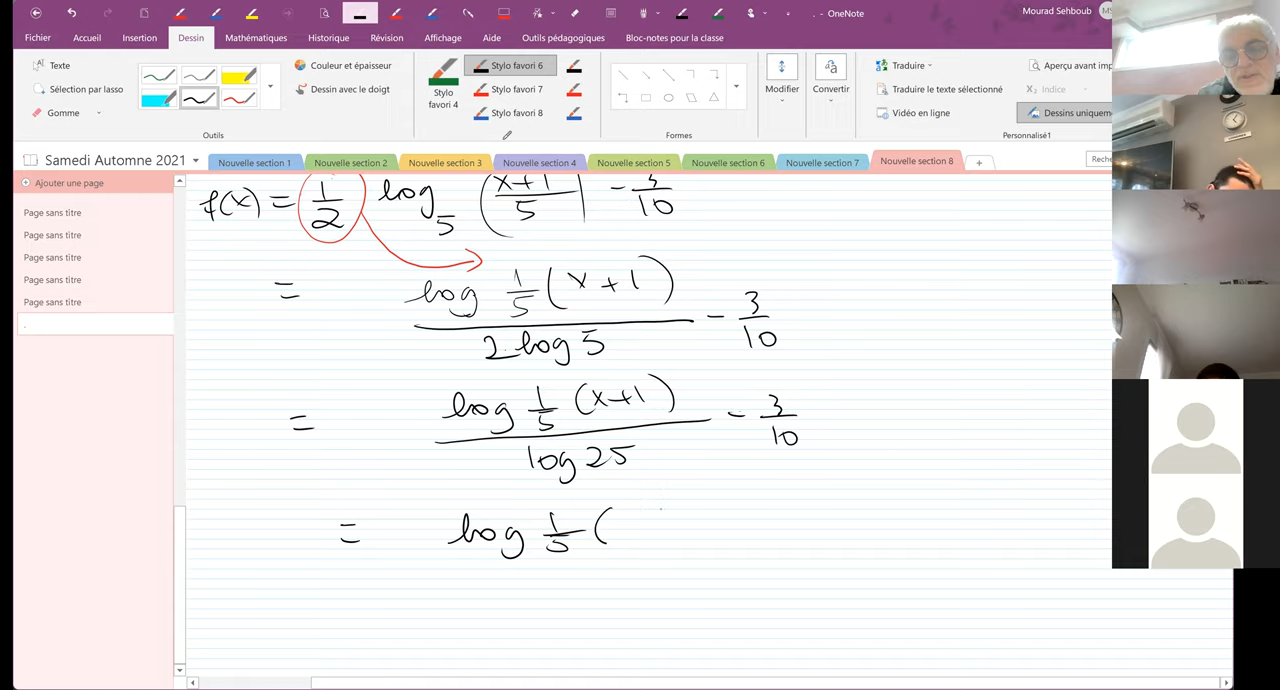 - OneNote
Mourad Sehboub
Fichier Accueil Insertion Dessin Mathématiques Historique Révision Affichage Aide Outils pédagogiques Bloc-notes pour la classe
Texte
Sélection par lasso
Gomme
Outils
Couleur et épaisseur
Dessin avec le doigt
Stylo favori 4
Stylo favori 6
Stylo favori 7
Stylo favori 8
Formes
Modifier
Convertir
Traduire
Traduire le texte sélectionné
Vidéo en ligne
Aperçu avant imp
Indice
Dessins uniqueme
Personnalisé1
Samedi Automne 2021
Nouvelle section 1 Nouvelle section 2 Nouvelle section 3 Nouvelle section 4 Nouvelle section 5 Nouvelle section 6 Nouvelle section 7 Nouvelle section 8
Reche
Ajouter une page
Page sans titre
Page sans titre
Page sans titre
Page sans titre
Page sans titre
f(x) = 1/2 log₅ ((x+1)/5) - 3/10
= (log 1/5 (x+1))/(2 log 5) - 3/10
= (log 1/5 (x+1))/(log 25) - 3/10
= log 1/5 (